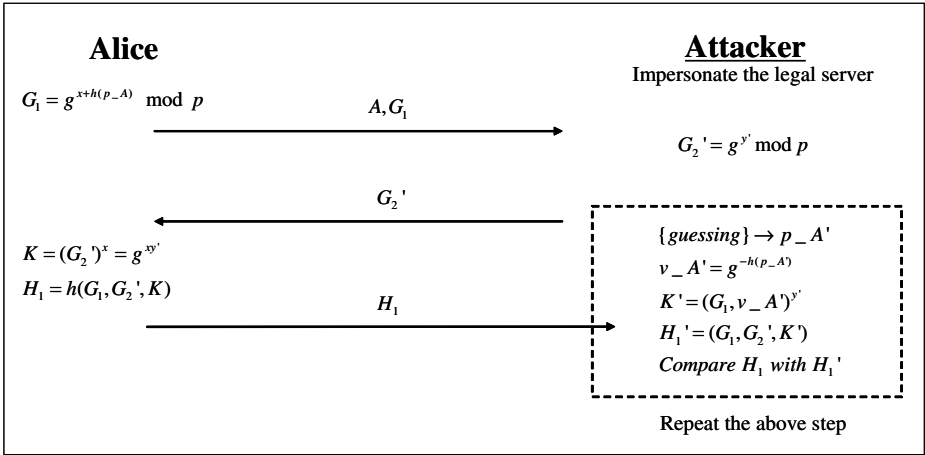 Alice
Attacker
Impersonate the legal server
G₁ = g^{x+h(p_A)} mod p
A, G₁
G₂' = g^{y'} mod p
G₂'
K = (G₂')^x = g^{xy'}
H₁ = h(G₁, G₂', K)
H₁
{guessing} → p_A'
v_A' = g^{-h(p_A')}
K' = (G₁, v_A')^{y'}
H₁' = (G₁, G₂', K')
Compare H₁ with H₁'
Repeat the above step